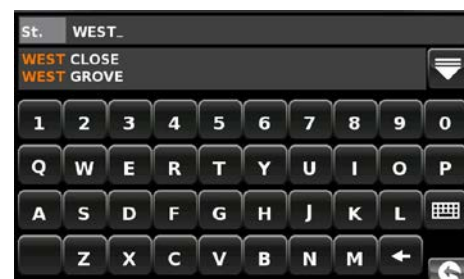 St. WEST_
WEST CLOSE
WEST GROVE
1 2 3 4 5 6 7 8 9 0
Q W E R T Y U I O P
A S D F G H J K L
Z X C V B N M